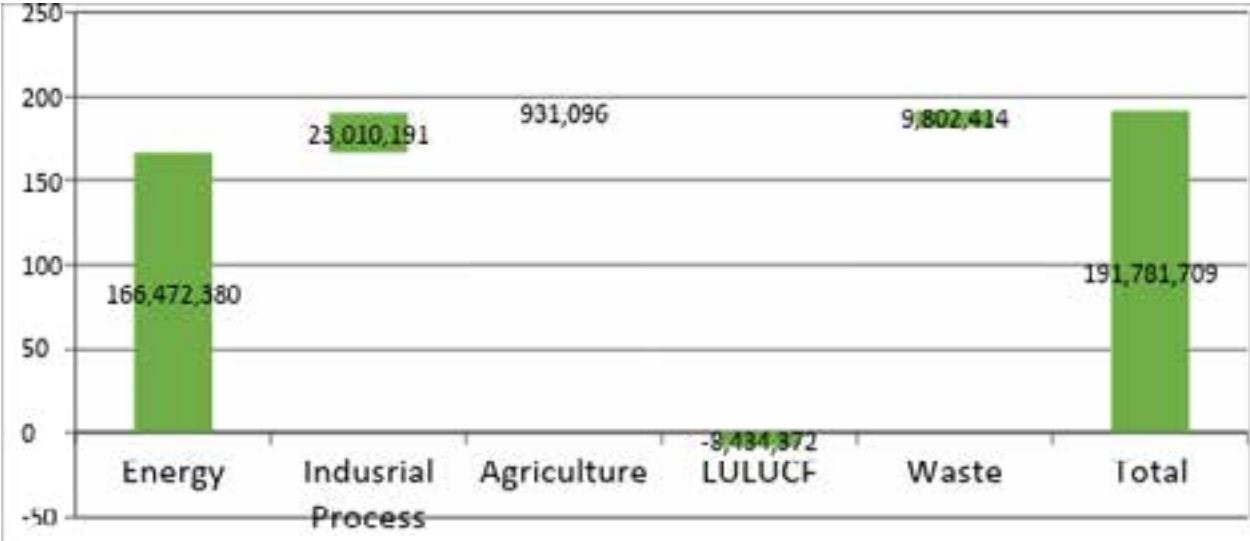 250
200
150
100
50
0
-50
166,472,380
23,010,191
931,096
-8,434,372
9,802,414
191,781,709
Energy
Indusrial
Process
Agriculture
LULUCF
Waste
Total